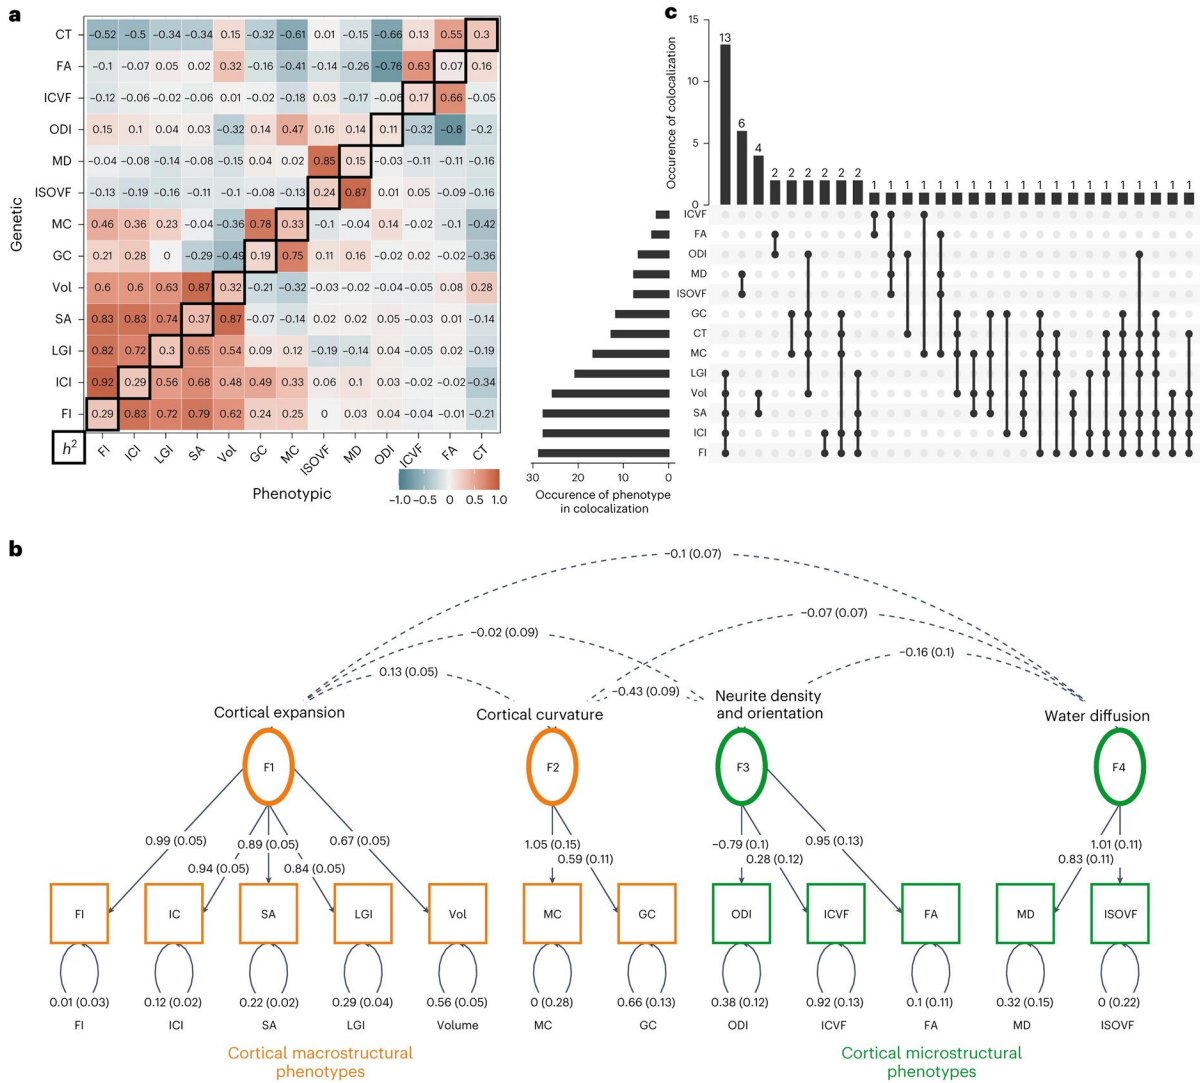 a
Genetic
CT −0.52 −0.5 −0.34 −0.34 0.15 −0.32 −0.61 0.01 −0.15 −0.66 0.13 0.55 0.3
FA −0.1 −0.07 0.05 0.02 0.32 −0.16 −0.41 −0.14 −0.26 −0.76 0.63 0.07 0.16
ICVF −0.12 −0.06 −0.02 −0.06 0.01 −0.02 −0.18 0.03 −0.17 −0.06 0.17 0.66 −0.05
ODI 0.15 0.1 0.04 0.03 −0.32 0.14 0.47 0.16 0.14 0.11 −0.32 −0.8 −0.2
MD −0.04 −0.08 −0.14 −0.08 −0.15 0.04 0.02 0.85 0.15 −0.03 −0.11 −0.11 −0.16
ISOVF −0.13 −0.19 −0.16 −0.11 −0.1 −0.08 −0.13 0.24 0.87 0.01 0.05 −0.09 −0.16
MC 0.46 0.36 0.23 −0.04 −0.36 0.78 0.33 −0.1 −0.04 0.14 −0.02 −0.1 −0.42
GC 0.21 0.28 0 −0.29 −0.49 0.19 0.75 0.11 0.16 −0.02 0.02 −0.02 −0.36
Vol 0.6 0.6 0.63 0.87 0.32 −0.21 −0.32 −0.03 −0.02 −0.04 −0.05 0.08 0.28
SA 0.83 0.83 0.74 0.37 0.87 −0.07 −0.14 0.02 0.02 0.05 −0.03 0.01 −0.14
LGI 0.82 0.72 0.3 0.65 0.54 0.09 0.12 −0.19 −0.14 0.04 −0.05 0.02 −0.19
ICI 0.92 0.29 0.56 0.68 0.48 0.49 0.33 0.06 0.1 0.03 −0.02 −0.02 −0.34
FI 0.29 0.83 0.72 0.79 0.62 0.24 0.25 0 0.03 0.04 −0.04 −0.01 −0.21
h²
FI ICI LGI SA Vol GC MC ISOVF MD ODI ICVF FA CT
Phenotypic
−1.0 −0.5 0 0.5 1.0
c
Occurence of colocalization
15
10
5
0
13 6 4 2 2 2 2 2 2 1 1 1 1 1 1 1 1 1 1 1 1 1 1 1 1 1 1 1 1
ICVF
FA
ODI
MD
ISOVF
GC
CT
MC
LGI
Vol
SA
ICI
FI
30 20 10 0
Occurence of phenotype
in colocalization
b
−0.1 (0.07)
−0.07 (0.07)
−0.02 (0.09)
−0.16 (0.1)
0.13 (0.05)
−0.43 (0.09)
Cortical expansion
Cortical curvature
Neurite density
and orientation
Water diffusion
F1 F2 F3 F4
0.99 (0.05) 0.94 (0.05) 0.89 (0.05) 0.84 (0.05) 0.67 (0.05)
1.05 (0.15) 0.59 (0.11)
−0.79 (0.1) 0.28 (0.12) 0.95 (0.13)
0.83 (0.11) 1.01 (0.11)
FI IC SA LGI Vol MC GC ODI ICVF FA MD ISOVF
0.01 (0.03) 0.12 (0.02) 0.22 (0.02) 0.29 (0.04) 0.56 (0.05) 0 (0.28) 0.66 (0.13) 0.38 (0.12) 0.92 (0.13) 0.1 (0.11) 0.32 (0.15) 0 (0.22)
FI ICI SA LGI Volume MC GC ODI ICVF FA MD ISOVF
Cortical macrostructural
phenotypes
Cortical microstructural
phenotypes